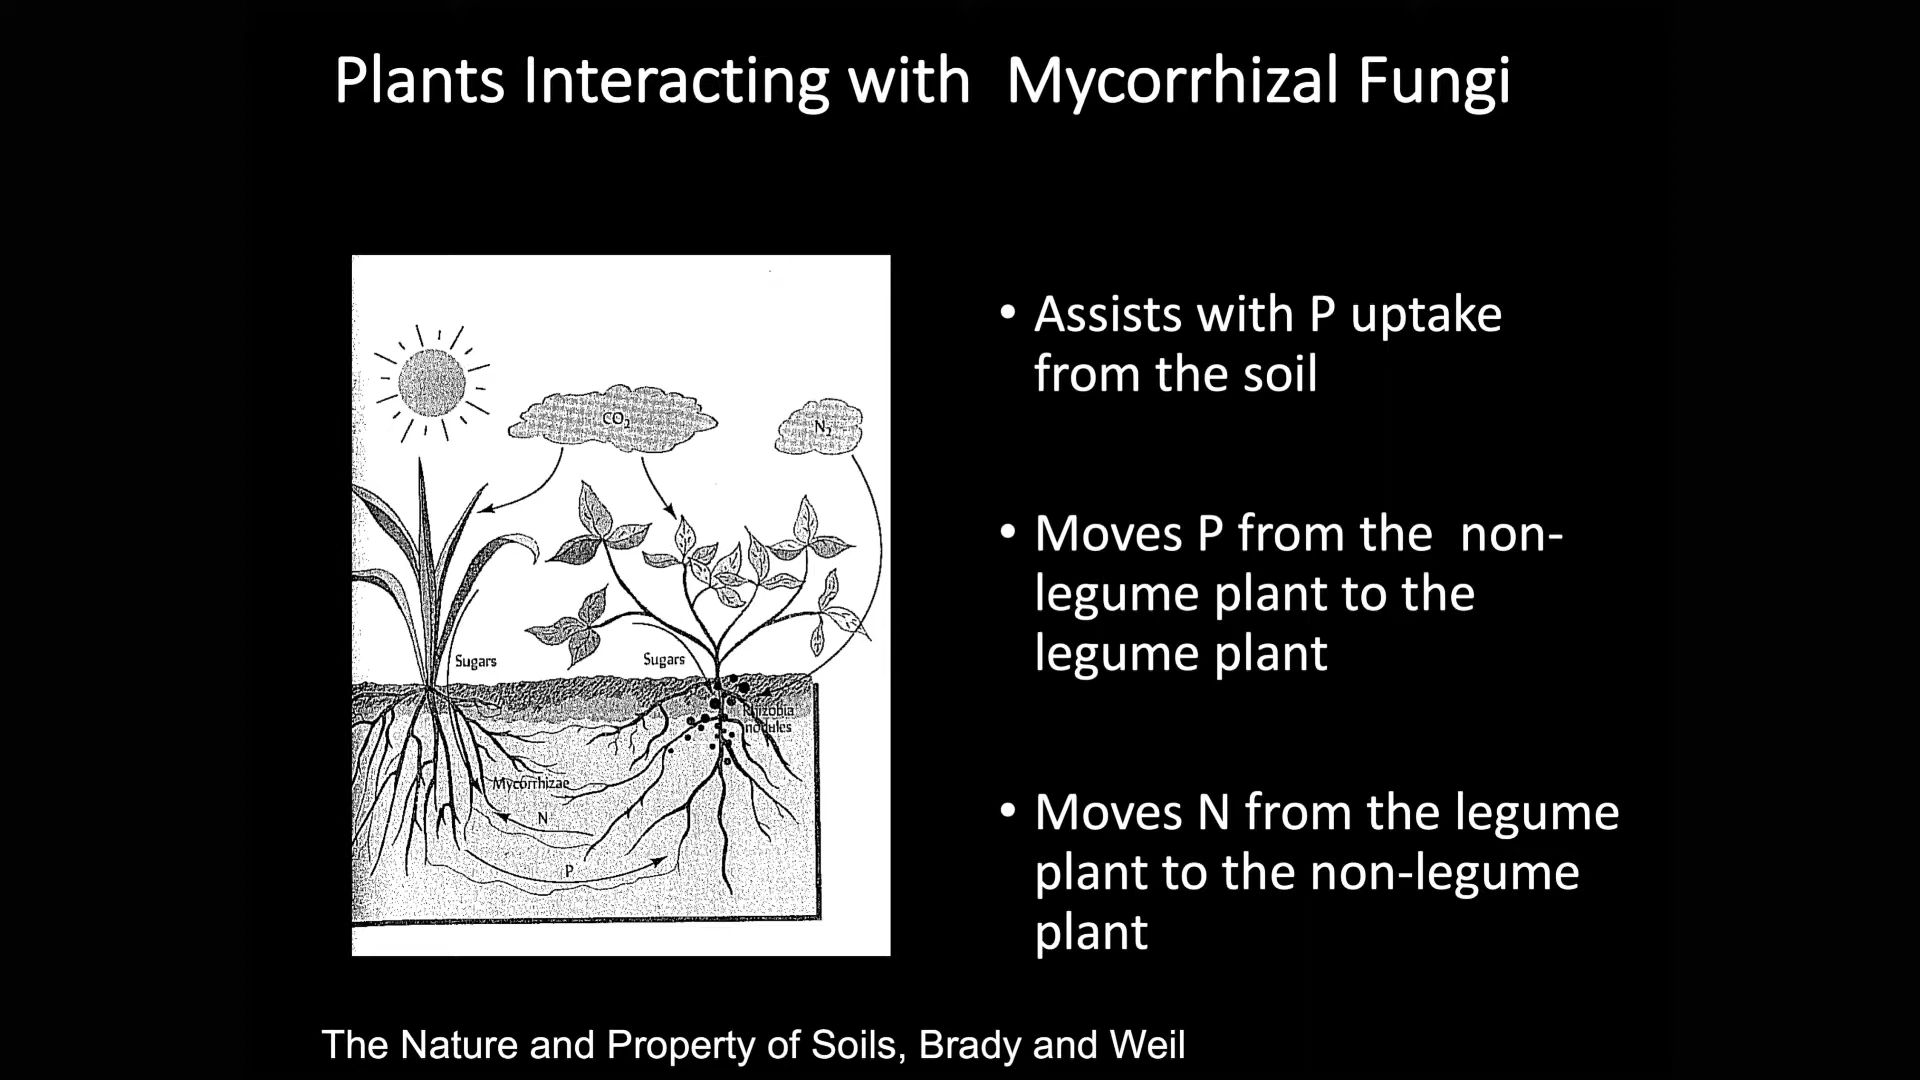 Plants Interacting with  Mycorrhizal Fungi
CO₂
N₂
Sugars
Sugars
Rhizobia
nodules
Mycorrhizae
N
P
• Assists with P uptake
from the soil
• Moves P from the  non-
legume plant to the
legume plant
• Moves N from the legume
plant to the non-legume
plant
The Nature and Property of Soils, Brady and Weil